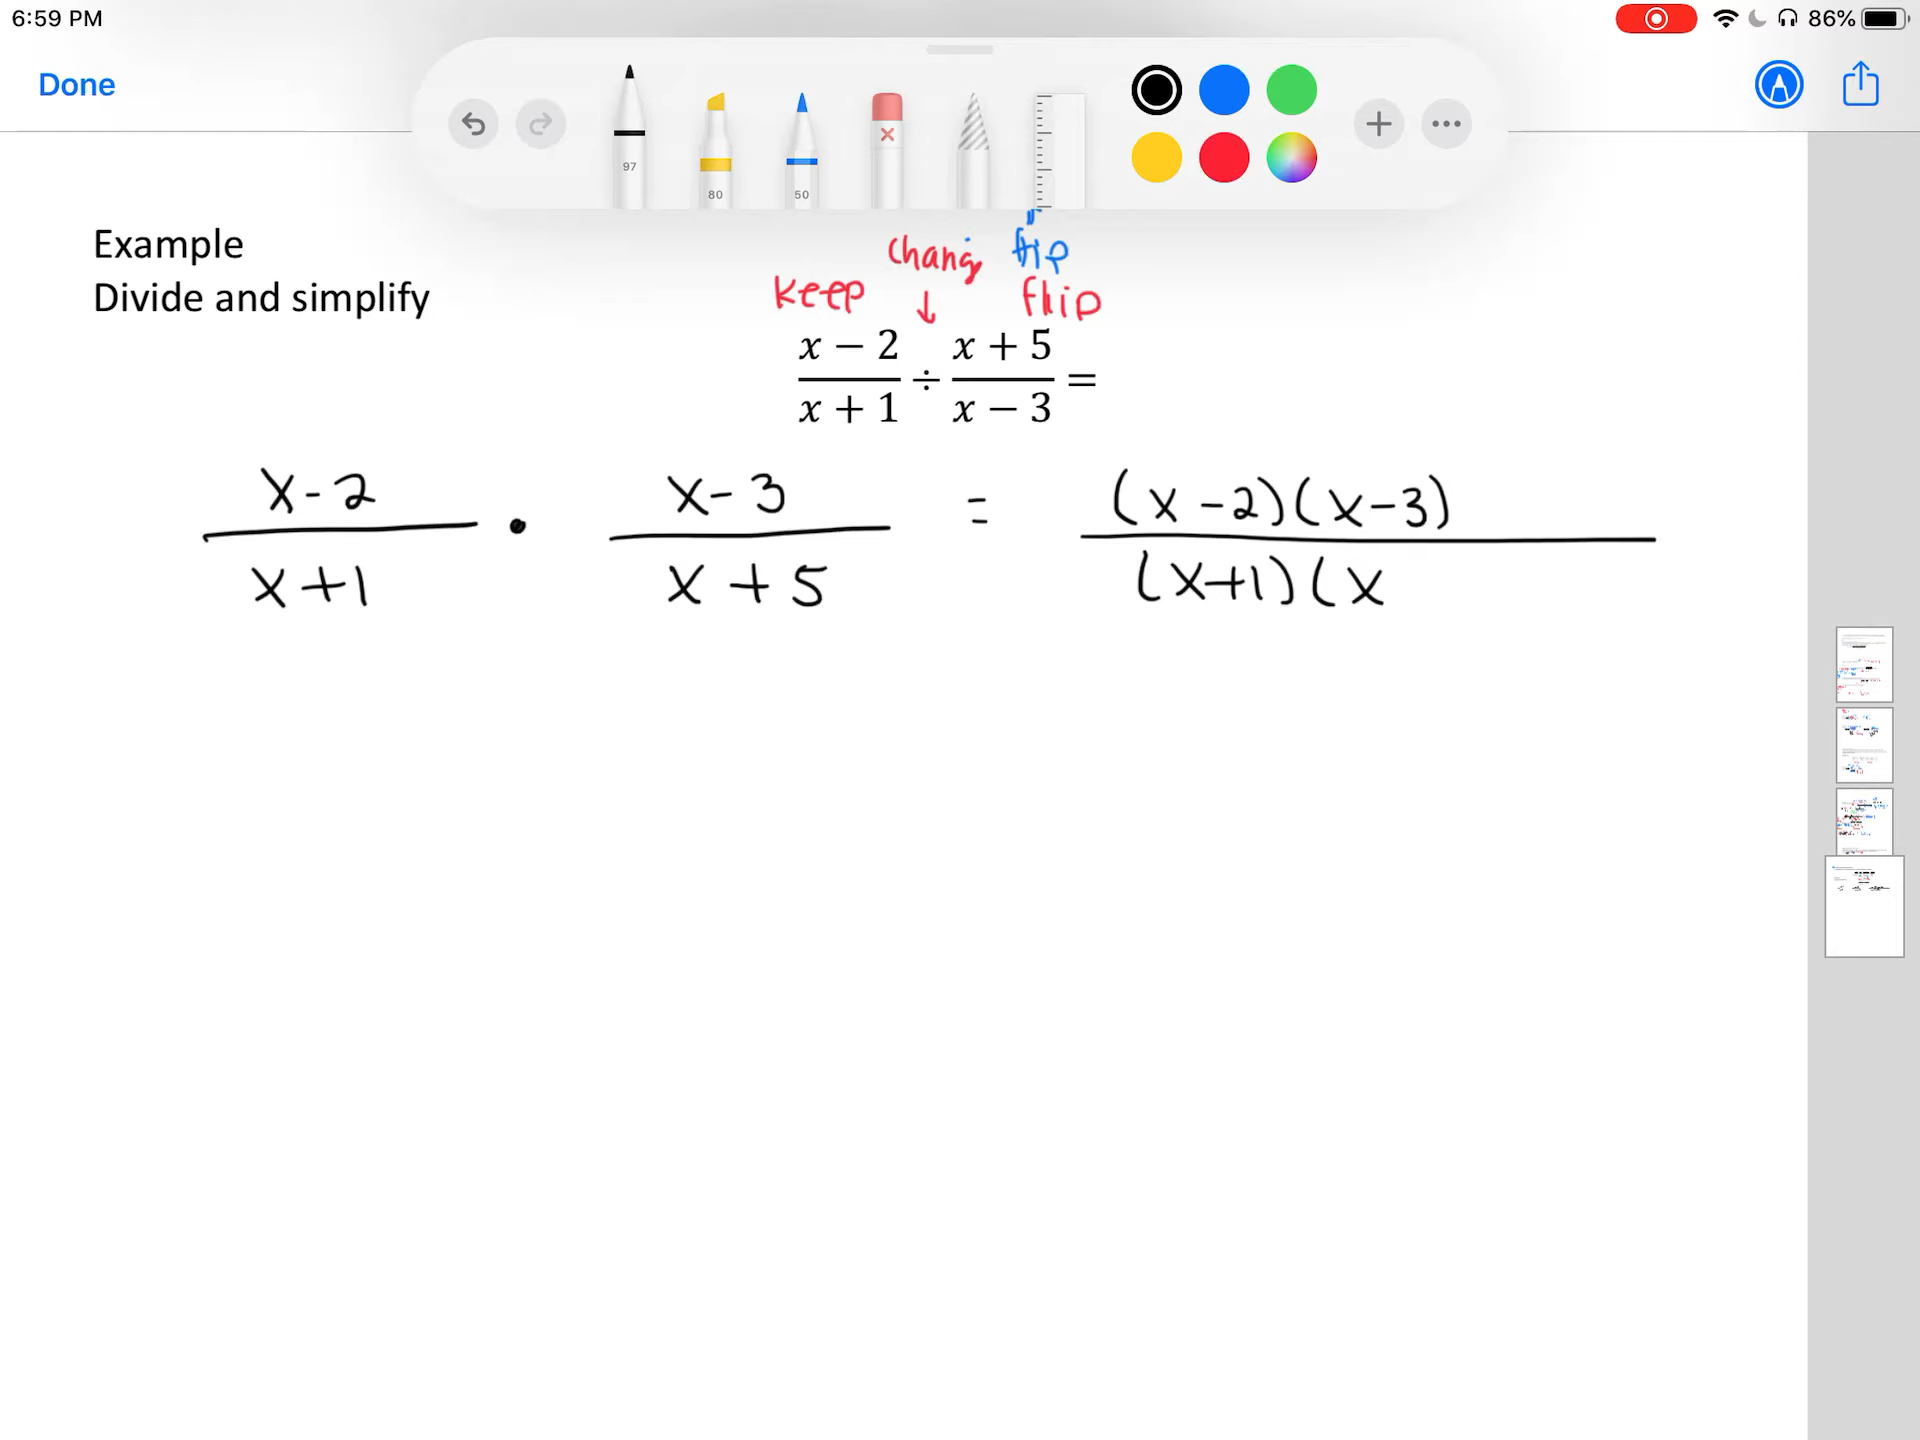 6:59 PM 86%
Done
97 80 50
Example
Divide and simplify
chang flip
keep ↓ flip
x − 2 / x + 1 ÷ x + 5 / x − 3 =
x-2 / x+1 • x-3 / x+5 = (x-2)(x-3) / (x+1)(x